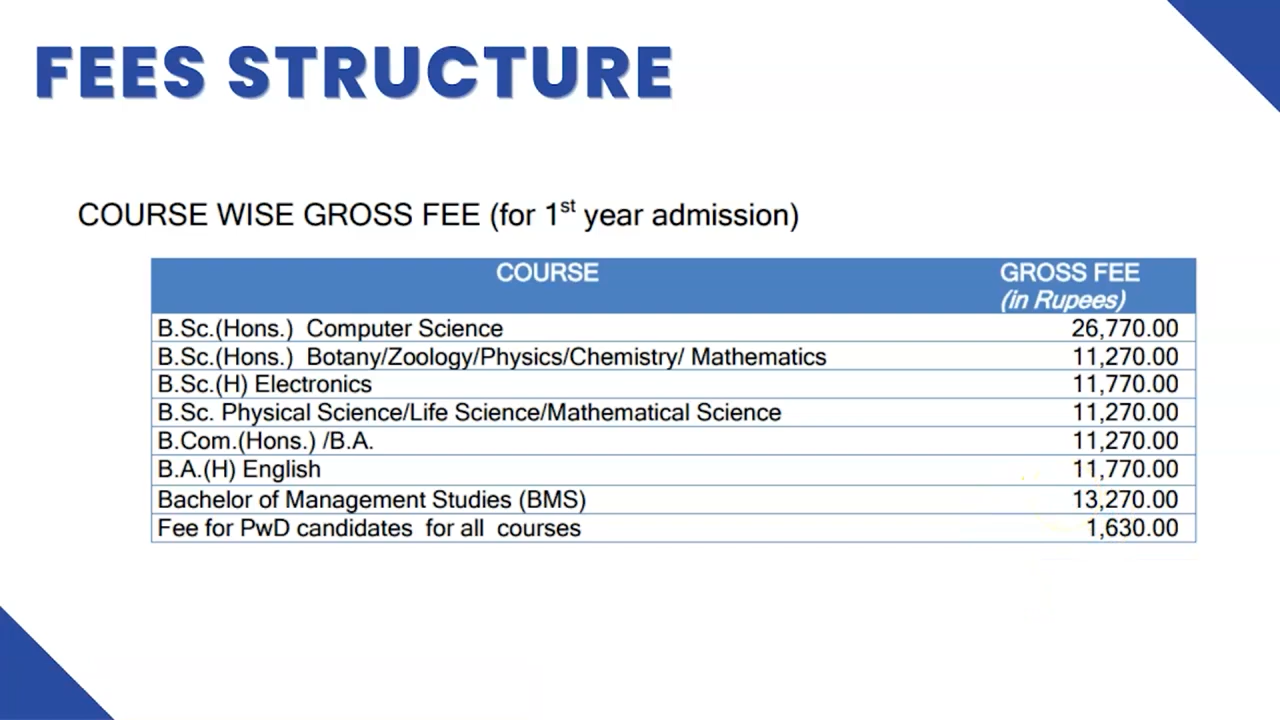 FEES STRUCTURE
COURSE WISE GROSS FEE (for 1st year admission)
COURSE GROSS FEE
(in Rupees)
B.Sc.(Hons.) Computer Science 26,770.00
B.Sc.(Hons.) Botany/Zoology/Physics/Chemistry/ Mathematics 11,270.00
B.Sc.(H) Electronics 11,770.00
B.Sc. Physical Science/Life Science/Mathematical Science 11,270.00
B.Com.(Hons.) /B.A. 11,270.00
B.A.(H) English 11,770.00
Bachelor of Management Studies (BMS) 13,270.00
Fee for PwD candidates for all courses 1,630.00